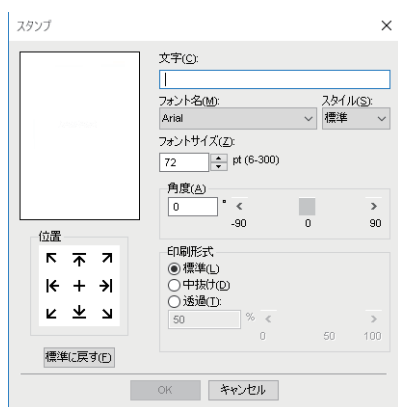 スタンプ
文字(C):
フォント名(M):
スタイル(S):
Arial
標準
フォントサイズ(Z):
72
pt (6-300)
角度(A)
0
°
-90
0
90
位置
印刷形式
標準(L)
中抜け(D)
透過(T):
50
%
0
50
100
標準に戻す(F)
OK
キャンセル